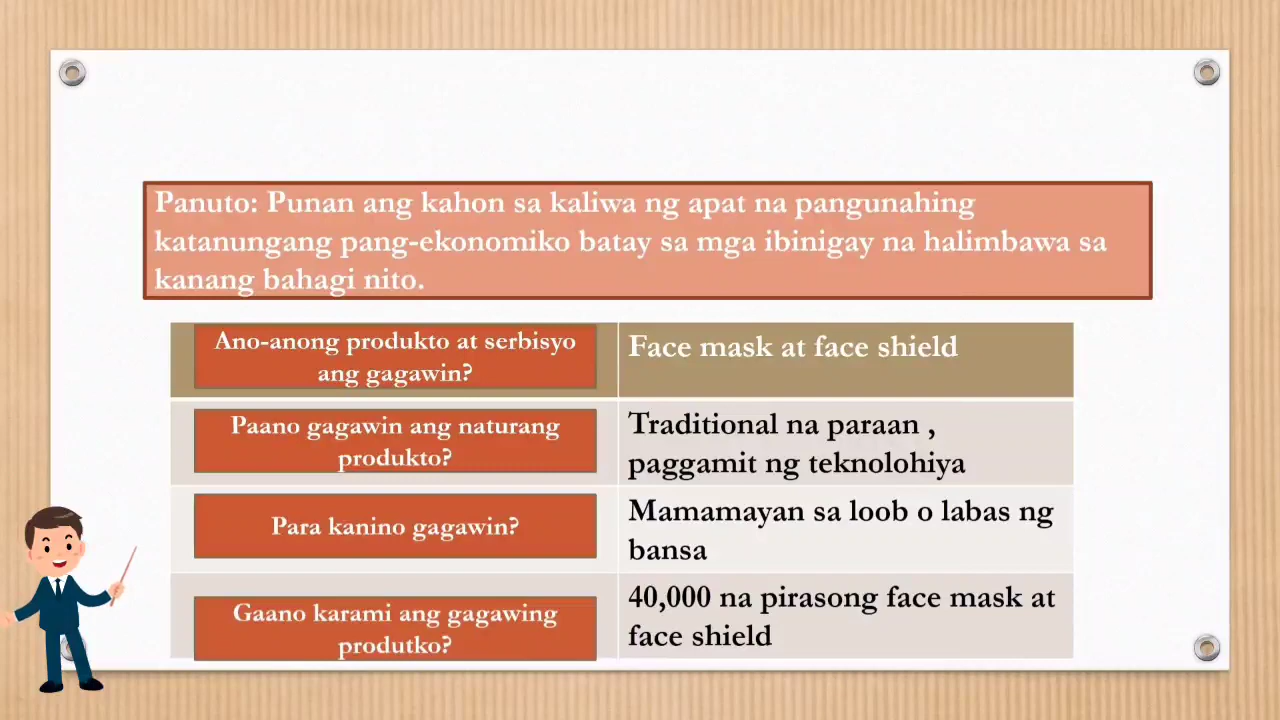 Panuto: Punan ang kahon sa kaliwa ng apat na pangunahing
katanungang pang-ekonomiko batay sa mga ibinigay na halimbawa sa
kanang bahagi nito.
Ano-anong produkto at serbisyo
ang gagawin?
Face mask at face shield
Paano gagawin ang naturang
produkto?
Traditional na paraan ,
paggamit ng teknolohiya
Para kanino gagawin?
Mamamayan sa loob o labas ng
bansa
Gaano karami ang gagawing
produtko?
40,000 na pirasong face mask at
face shield